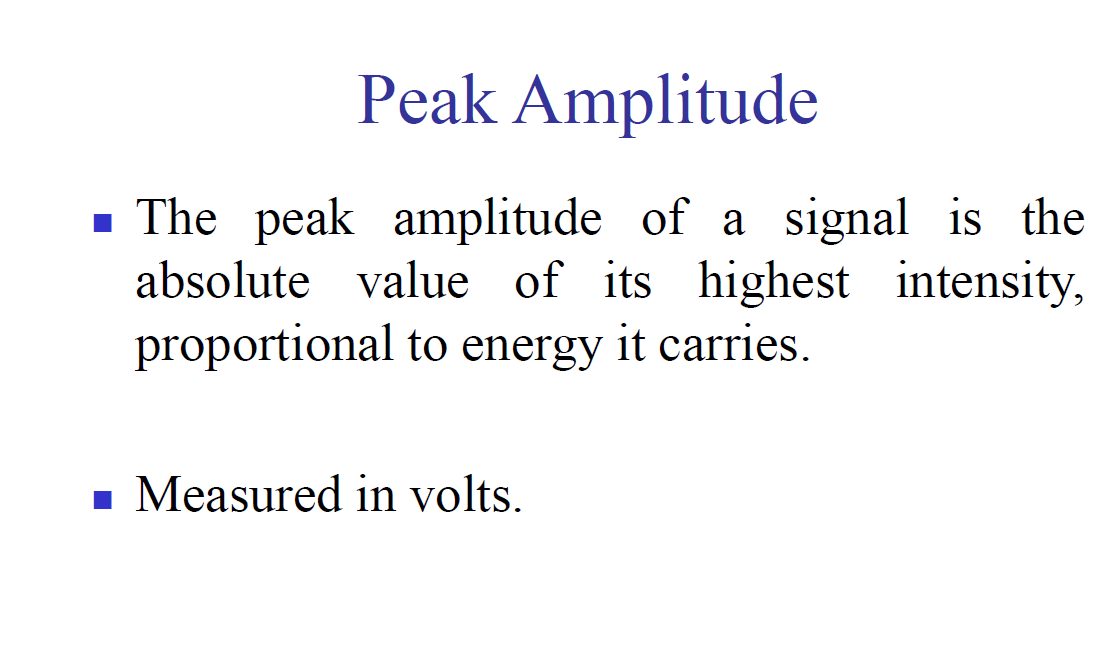 Peak Amplitude
The peak amplitude of a signal is the
absolute value of its highest intensity,
proportional to energy it carries.
Measured in volts.